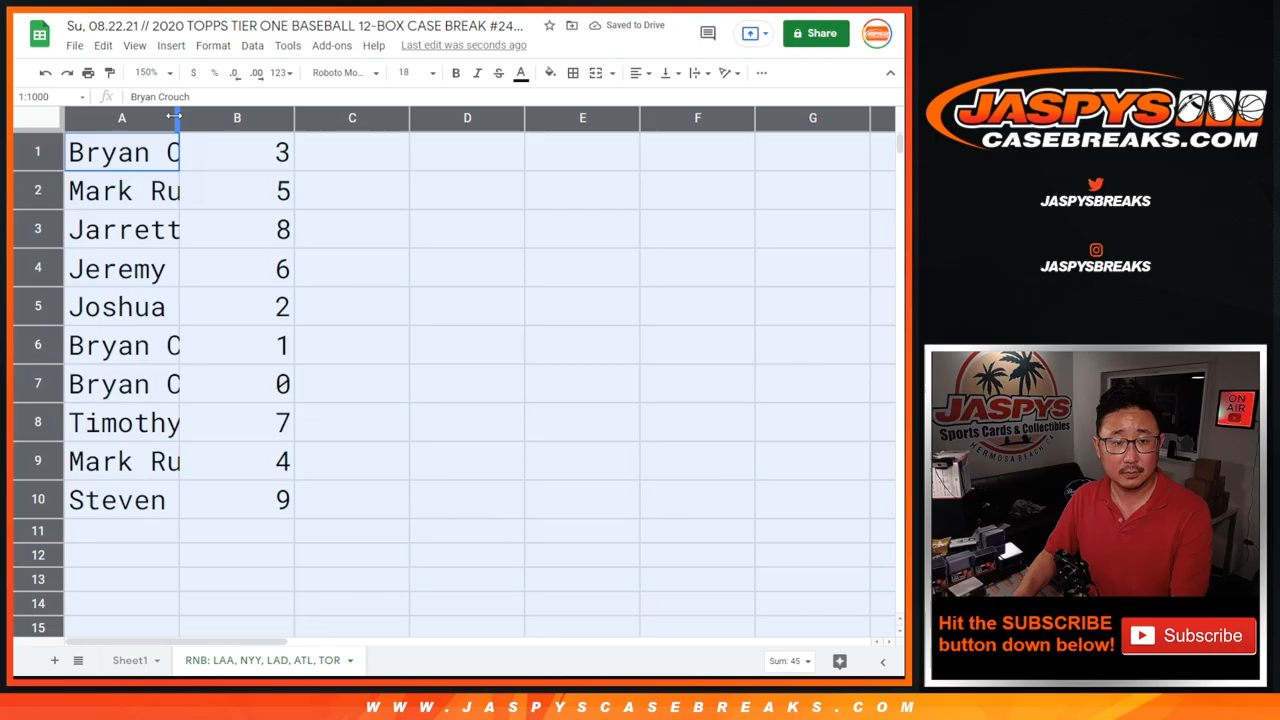 Su, 08.22.21 // 2020 TOPPS TIER ONE BASEBALL 12-BOX CASE BREAK #24...
Saved to Drive
Share
File Edit View Insert Format Data Tools Add-ons Help Last edit was seconds ago
150% $ % .0 .00 123 Roboto Mo... 18 B I S A
1:1000 fx Bryan Crouch
A B C D E F G
1 Bryan C 3
2 Mark Ru 5
3 Jarrett 8
4 Jeremy 6
5 Joshua 2
6 Bryan C 1
7 Bryan C 0
8 Timothy 7
9 Mark Ru 4
10 Steven 9
11
12
13
14
15
Sheet1 RNB: LAA, NYY, LAD, ATL, TOR Sum: 45
JASPYS
CASEBREAKS.COM
JASPYSBREAKS
JASPYSBREAKS
JASPYS
Sports Cards & Collectibles
HERMOSA BEACH, CA
ON AIR
Hit the SUBSCRIBE
button down below!
Subscribe
WWW.JASPYSCASEBREAKS.COM